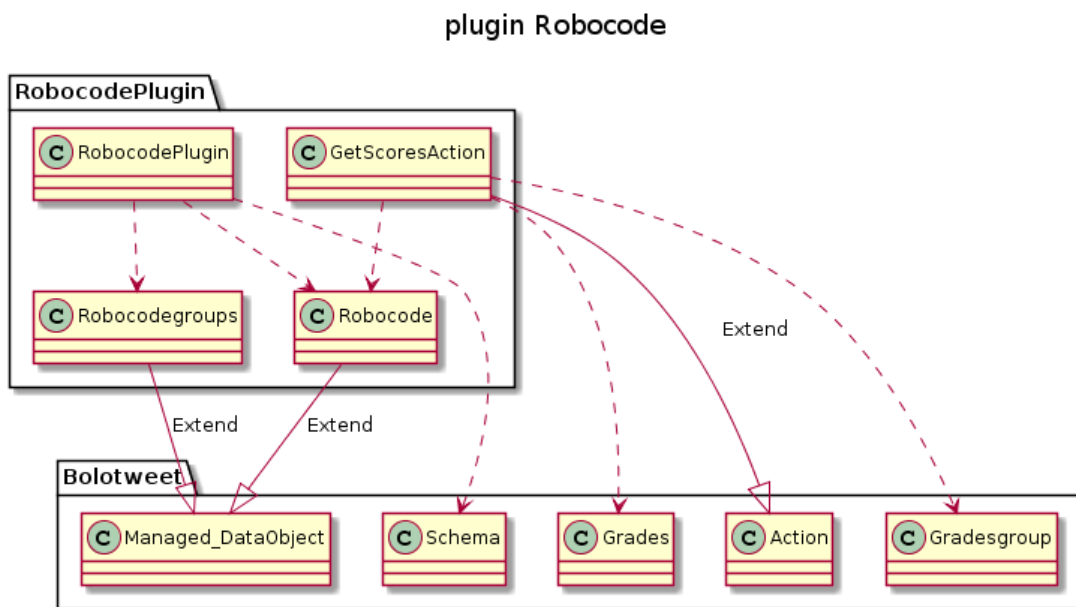 plugin Robocode
RobocodePlugin
C RobocodePlugin
C GetScoresAction
C Robocodegroups
C Robocode
Extend
Extend
Extend
Bolotweet
C Managed_DataObject
C Schema
C Grades
C Action
C Gradesgroup